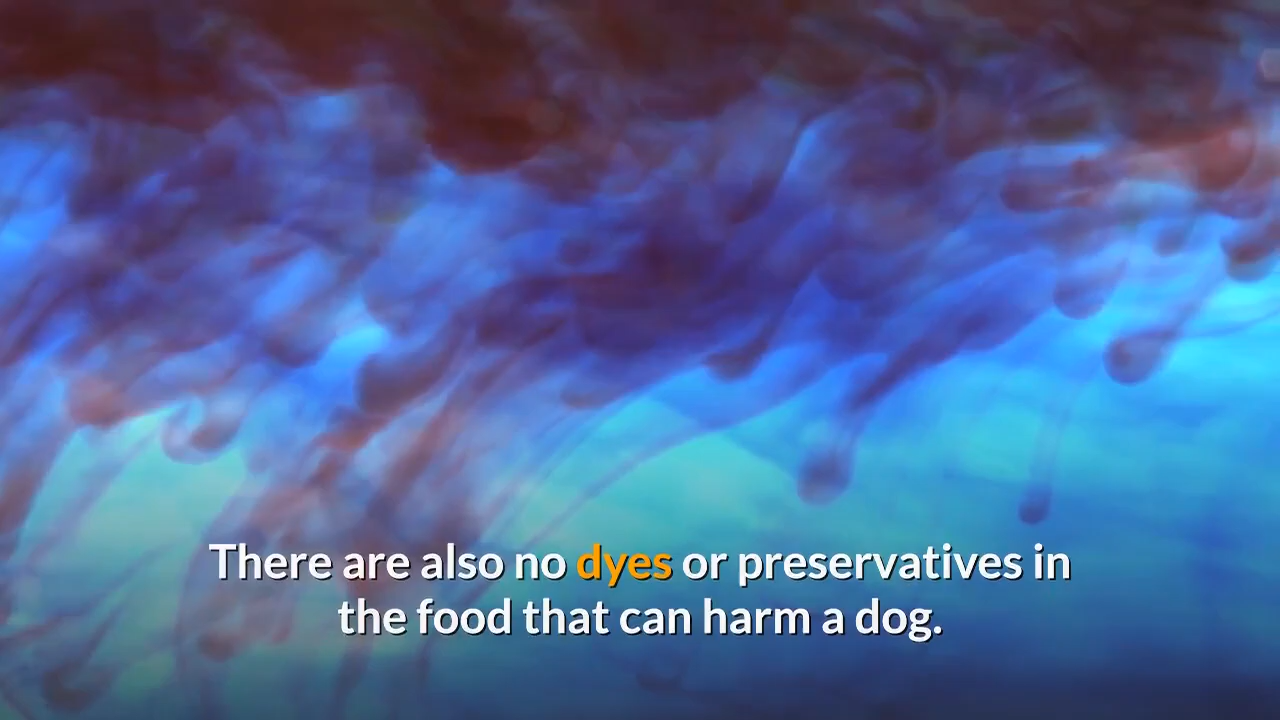 There are also no dyes or preservatives in
the food that can harm a dog.